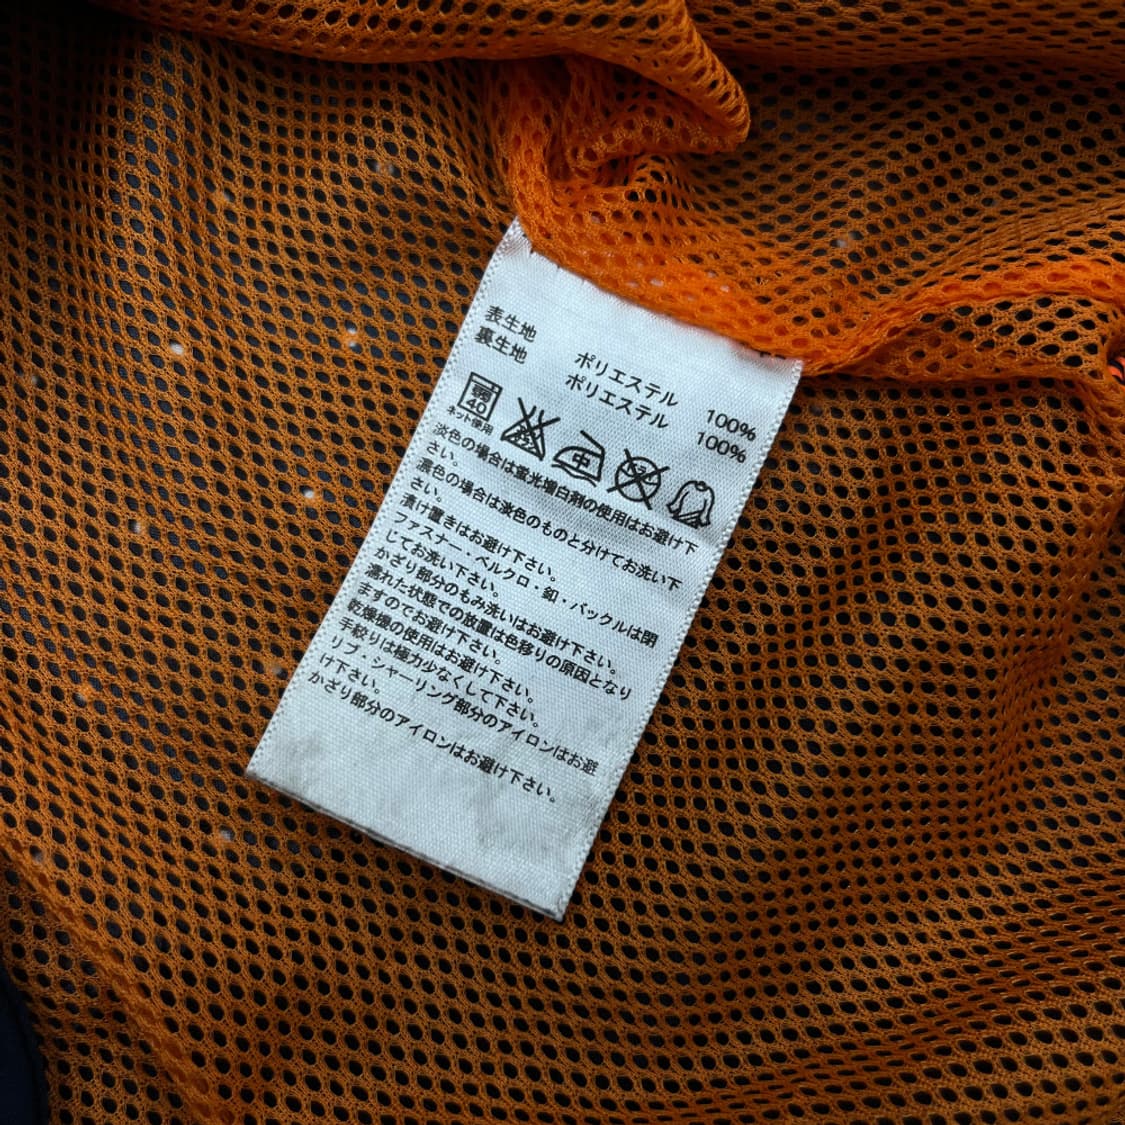 表生地 ポリエステル 100%
裏生地 ポリエステル 100%
40
ネット使用
中
淡色の場合は蛍光増白剤の使用はお避け下
さい。
濃色の場合は淡色のものと分けてお洗い下
さい。
漬け置きはお避け下さい。
ファスナー・ベルクロ・釦・バックルは閉
じてお洗い下さい。
かざり部分のもみ洗いはお避け下さい。
濡れた状態での放置は色移りの原因となり
ますのでお避け下さい。
乾燥機の使用はお避け下さい。
手絞りは極力少なくして下さい。
リブ・シャーリング部分のアイロンはお避
け下さい。
かざり部分のアイロンはお避け下さい。